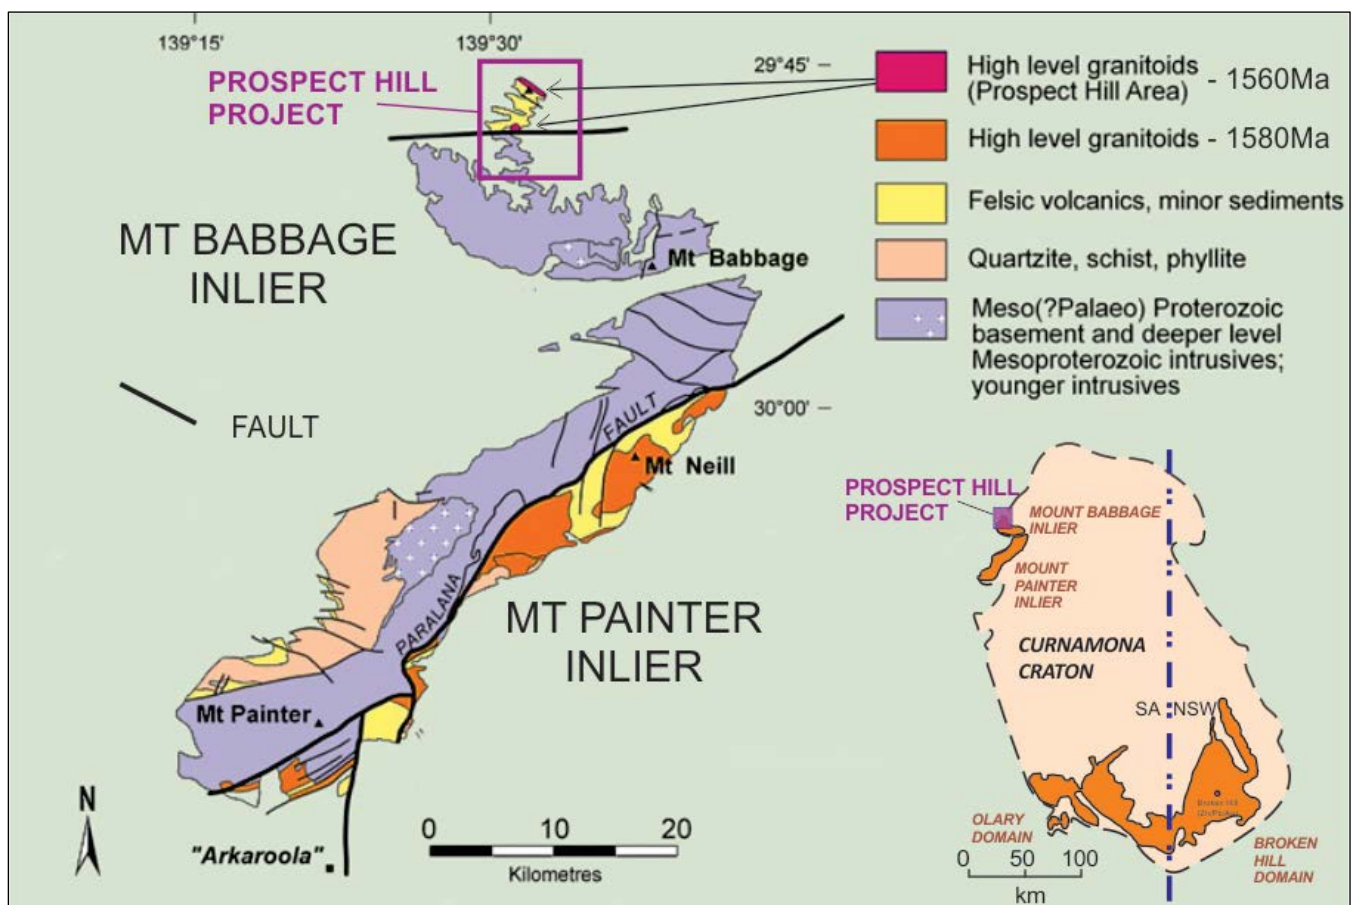 139°15'
139°30'
PROSPECT HILL
PROJECT
29°45'
High level granitoids
(Prospect Hill Area)
- 1560Ma
High level granitoids
- 1580Ma
Felsic volcanics, minor sediments
Quartzite, schist, phyllite
Meso(?Palaeo) Proterozoic
basement and deeper level
Mesoproterozoic intrusives;
younger intrusives
MT BABBAGE
INLIER
Mt Babbage
FAULT
30°00'
PARALANA
FAULT
Mt Neill
MT PAINTER
INLIER
Mt Painter
N
"Arkaroola"
0 10 20
Kilometres
PROSPECT HILL
PROJECT
MOUNT BABBAGE
INLIER
MOUNT
PAINTER
INLIER
CURNAMONA
CRATON
SA
NSW
Broken Hill
OLARY
DOMAIN
BROKEN
HILL
DOMAIN
0 50 100
km